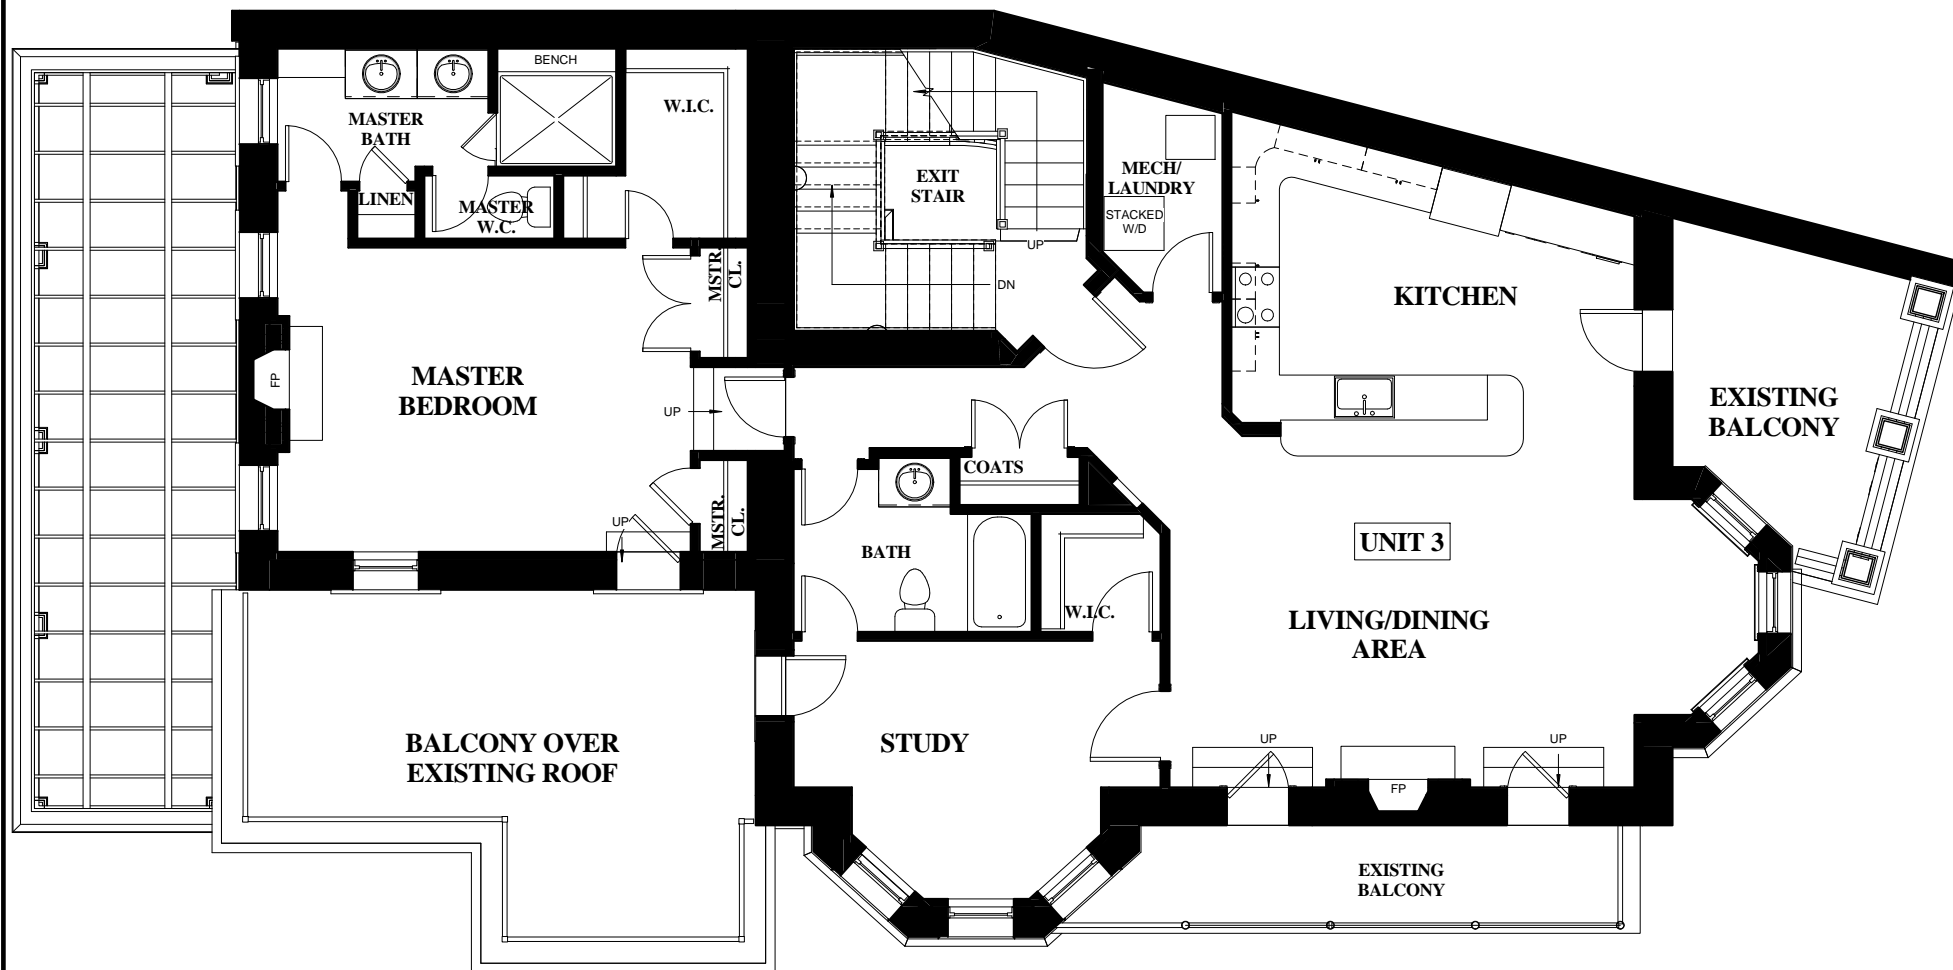 BENCH
W.I.C.
MASTER
BATH
LINEN
MASTER
W.C.
EXIT
STAIR
MECH/
LAUNDRY
STACKED
W/D
UP
DN
MSTR.
CL.
KITCHEN
FP
MASTER
BEDROOM
UP
EXISTING
BALCONY
COATS
MSTR.
CL.
UP
BATH
UNIT 3
W.I.C.
LIVING/DINING
AREA
BALCONY OVER
EXISTING ROOF
STUDY
UP
UP
FP
EXISTING
BALCONY